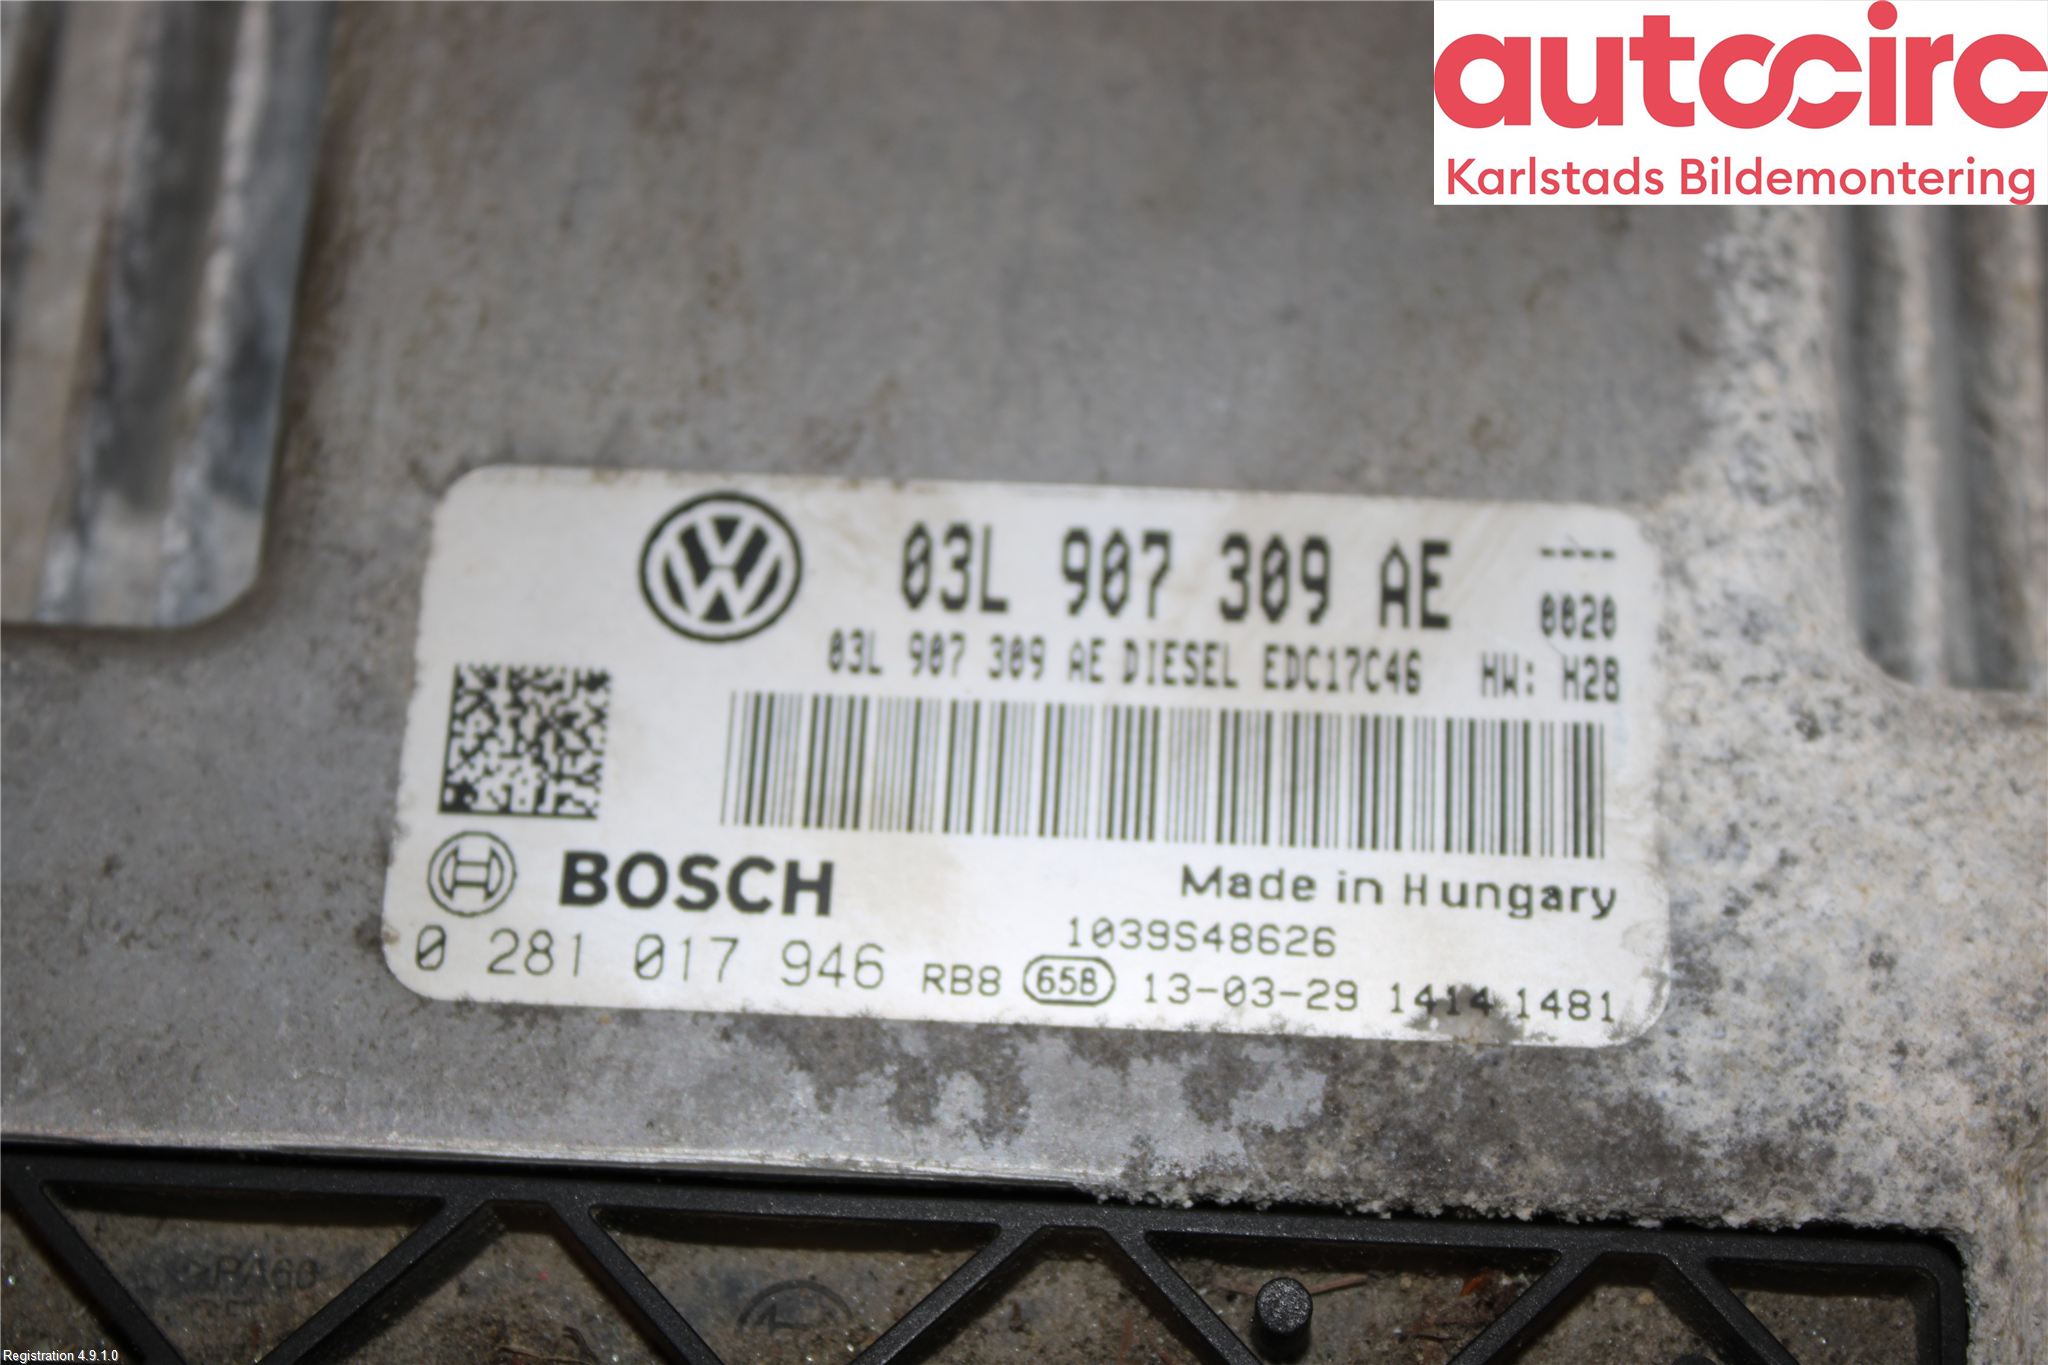 autocirc
Karlstads Bildemontering
03L 907 309 AE ----
0020
03L 907 309 AE DIESEL EDC17C46 HW: H28
BOSCH
Made in Hungary
1039S48626
0 281 017 946 RB8 658 13-03-29 1414 1481
Registration 4.9.1.0